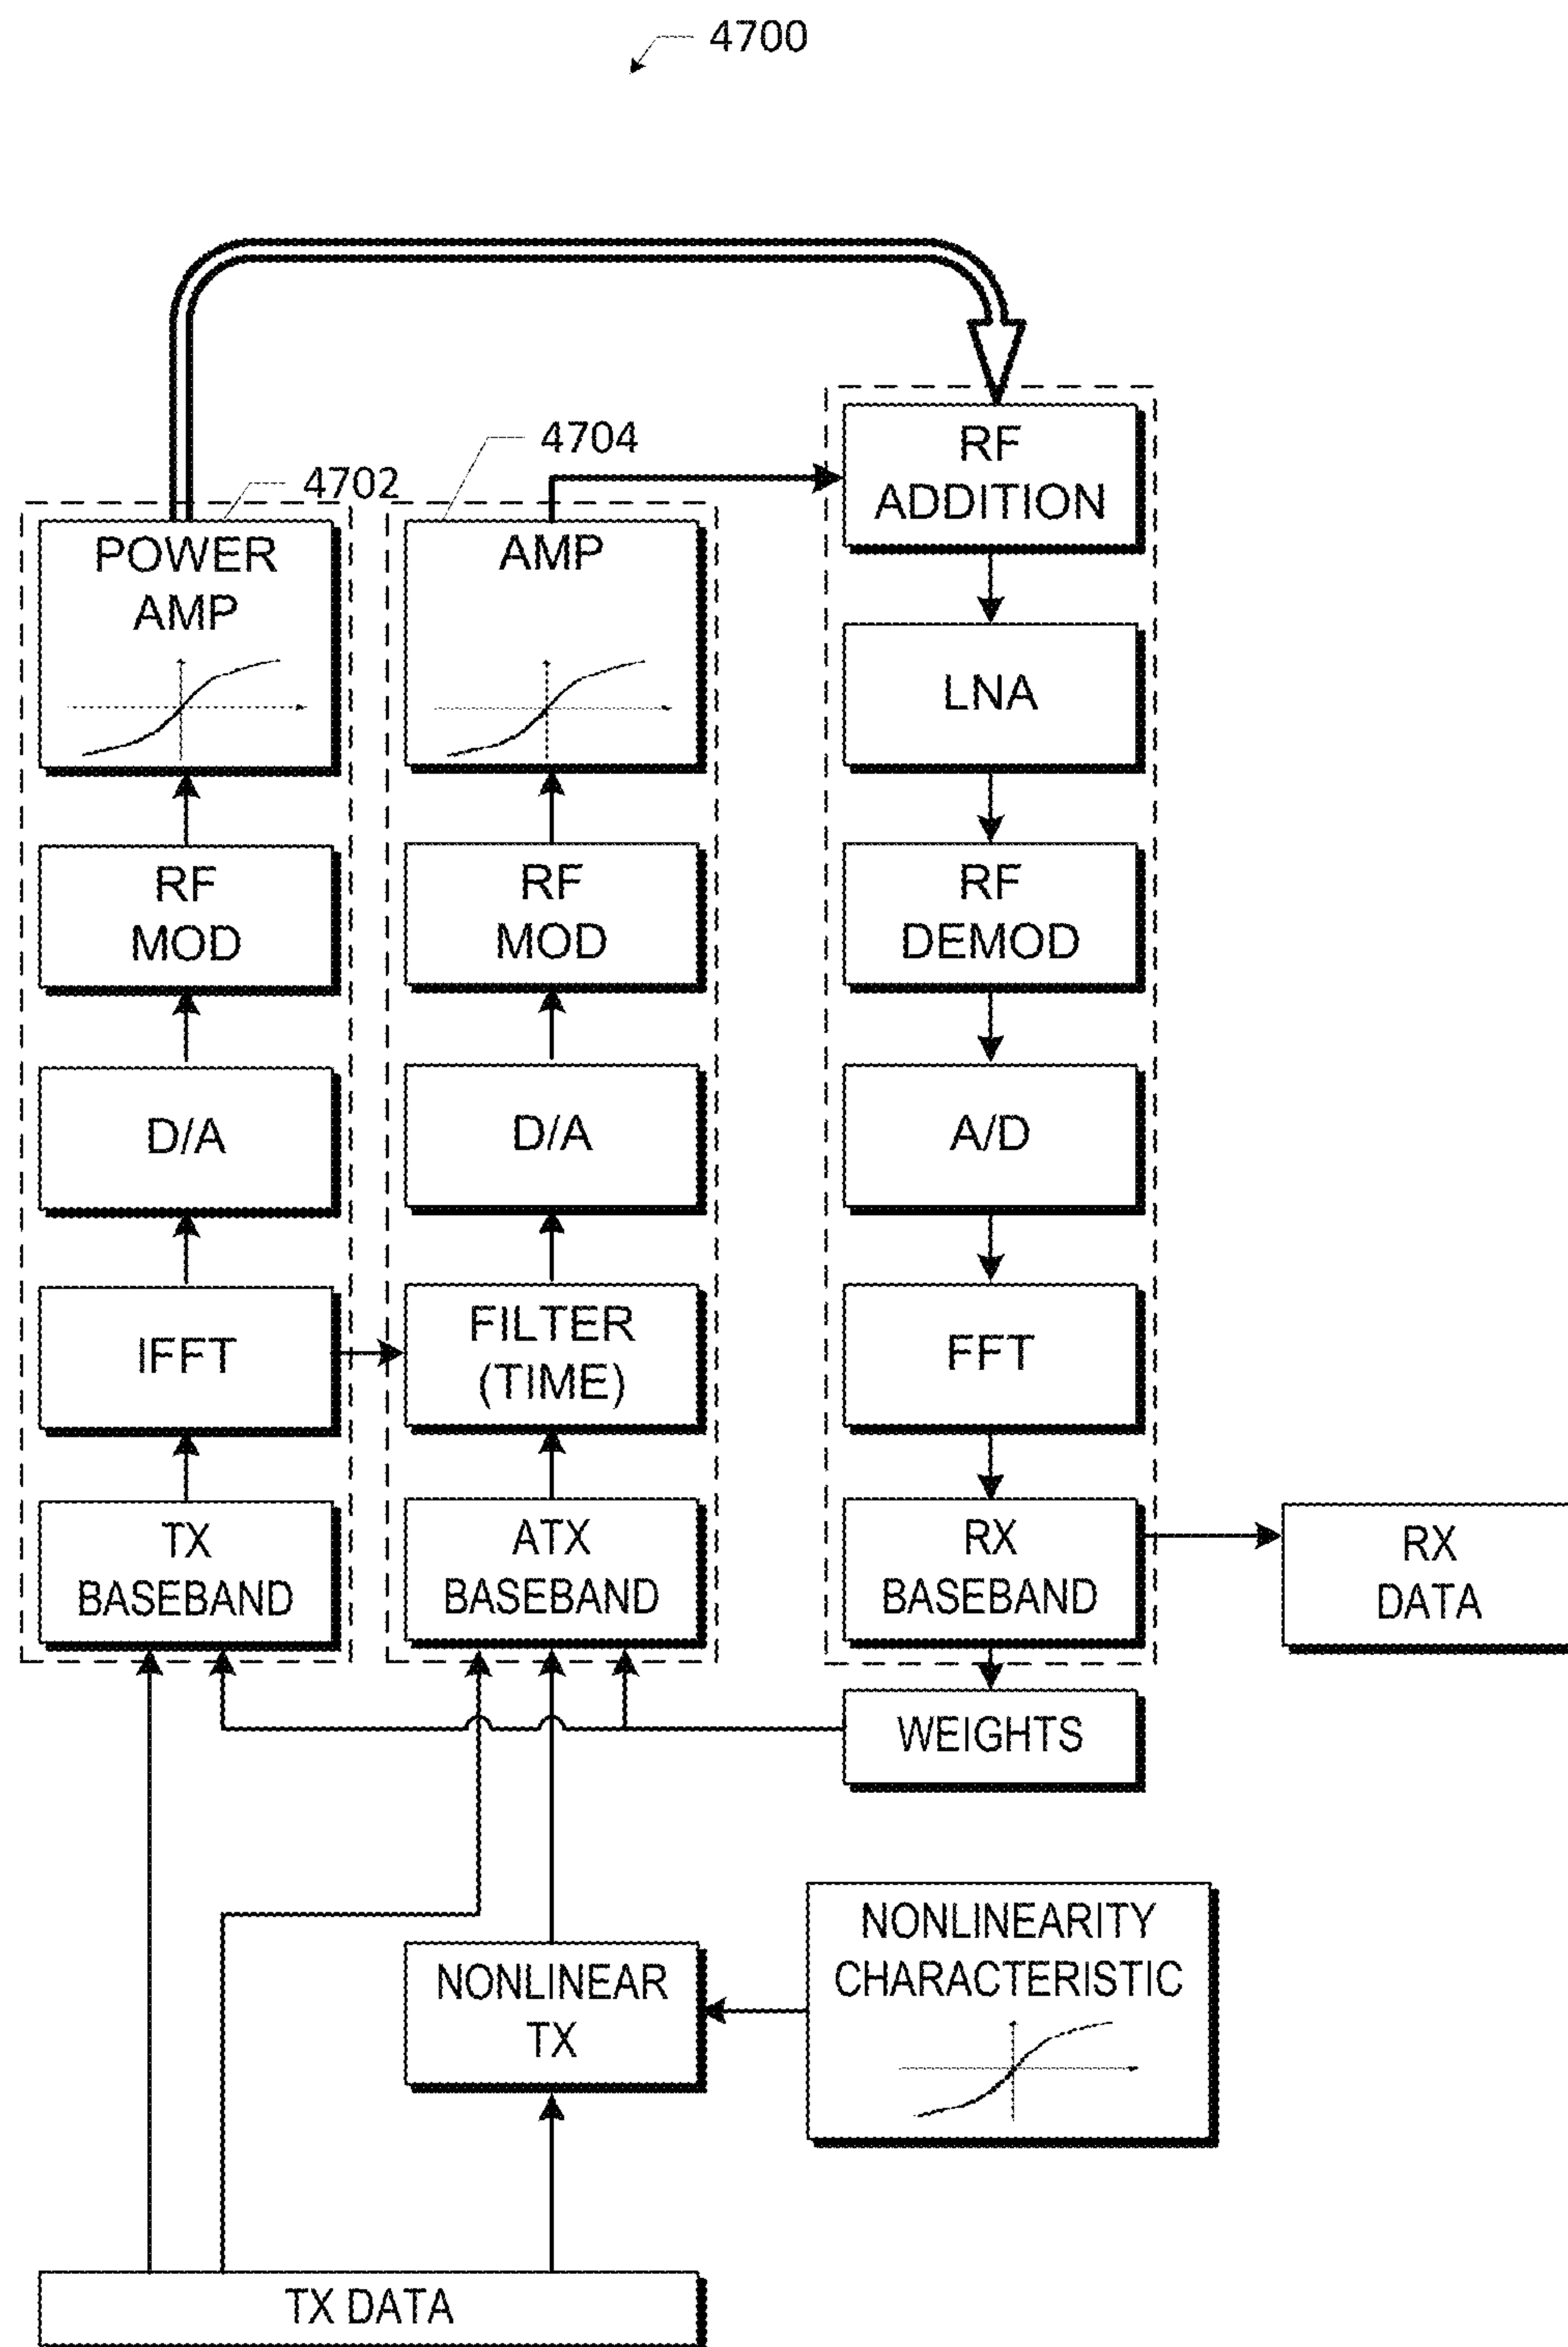 4700
4702
POWER
AMP
RF
MOD
D/A
IFFT
TX
BASEBAND
4704
AMP
RF
MOD
D/A
FILTER
(TIME)
ATX
BASEBAND
RF
ADDITION
LNA
RF
DEMOD
A/D
FFT
RX
BASEBAND
RX
DATA
WEIGHTS
NONLINEAR
TX
NONLINEARITY
CHARACTERISTIC
TX DATA